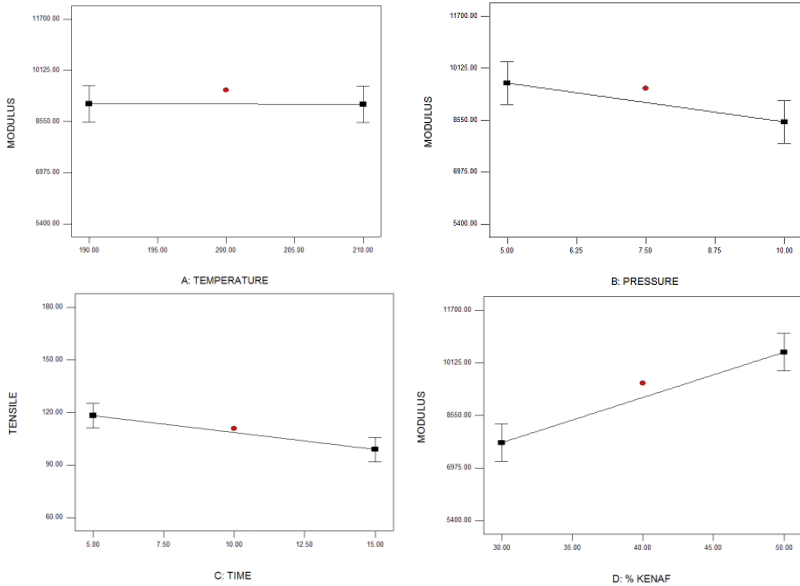 11700.00
10125.00
8550.00
6975.00
5400.00
MODULUS
190.00 195.00 200.00 205.00 210.00
A: TEMPERATURE
11700.00
10125.00
8550.00
6975.00
5400.00
MODULUS
5.00 6.25 7.50 8.75 10.00
B: PRESSURE
180.00
150.00
120.00
90.00
60.00
TENSILE
5.00 7.50 10.00 12.50 15.00
C: TIME
11700.00
10125.00
8550.00
6975.00
5400.00
MODULUS
30.00 35.00 40.00 45.00 50.00
D: % KENAF